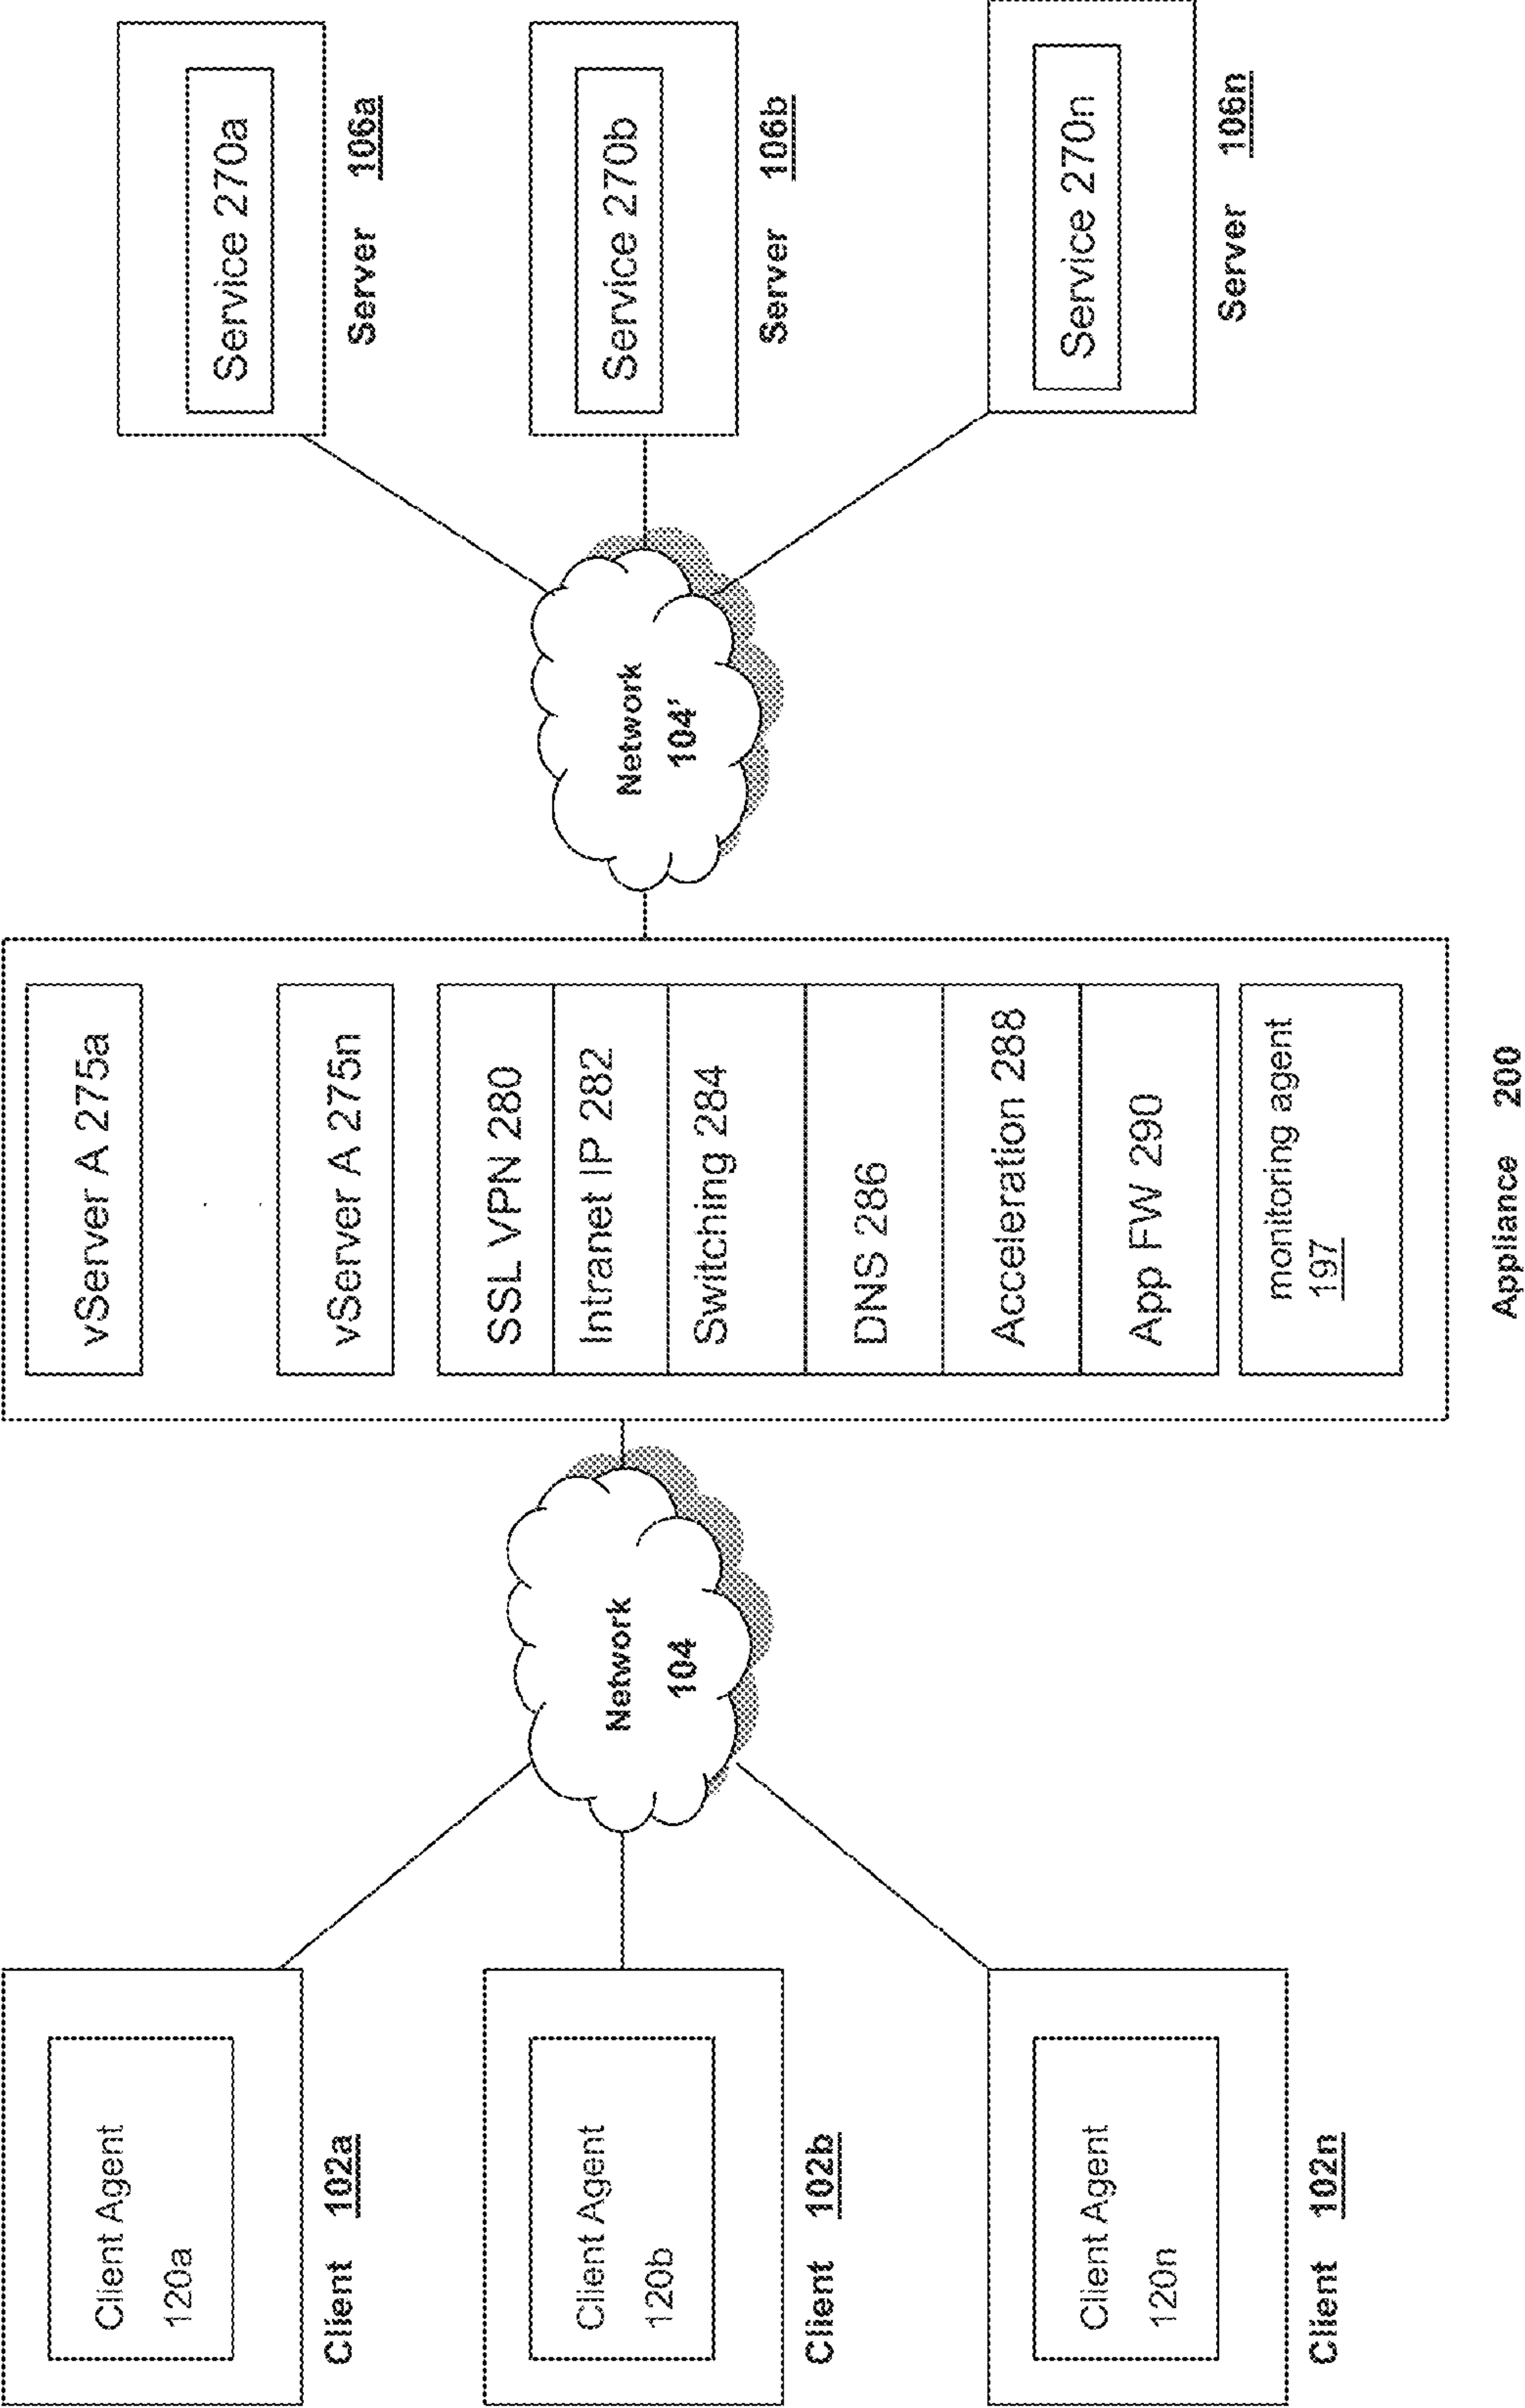 Client Agent
120a
Client 102a
Client Agent
120b
Client 102b
Client Agent
120n
Client 102n
Network
104
vServer A 275a
vServer A 275n
SSL VPN 280
Intranet IP 282
Switching 284
DNS 286
Acceleration 288
App FW 290
monitoring agent
197
Appliance 200
Network
104'
Service 270a
Server 106a
Service 270b
Server 106b
Service 270n
Server 106n